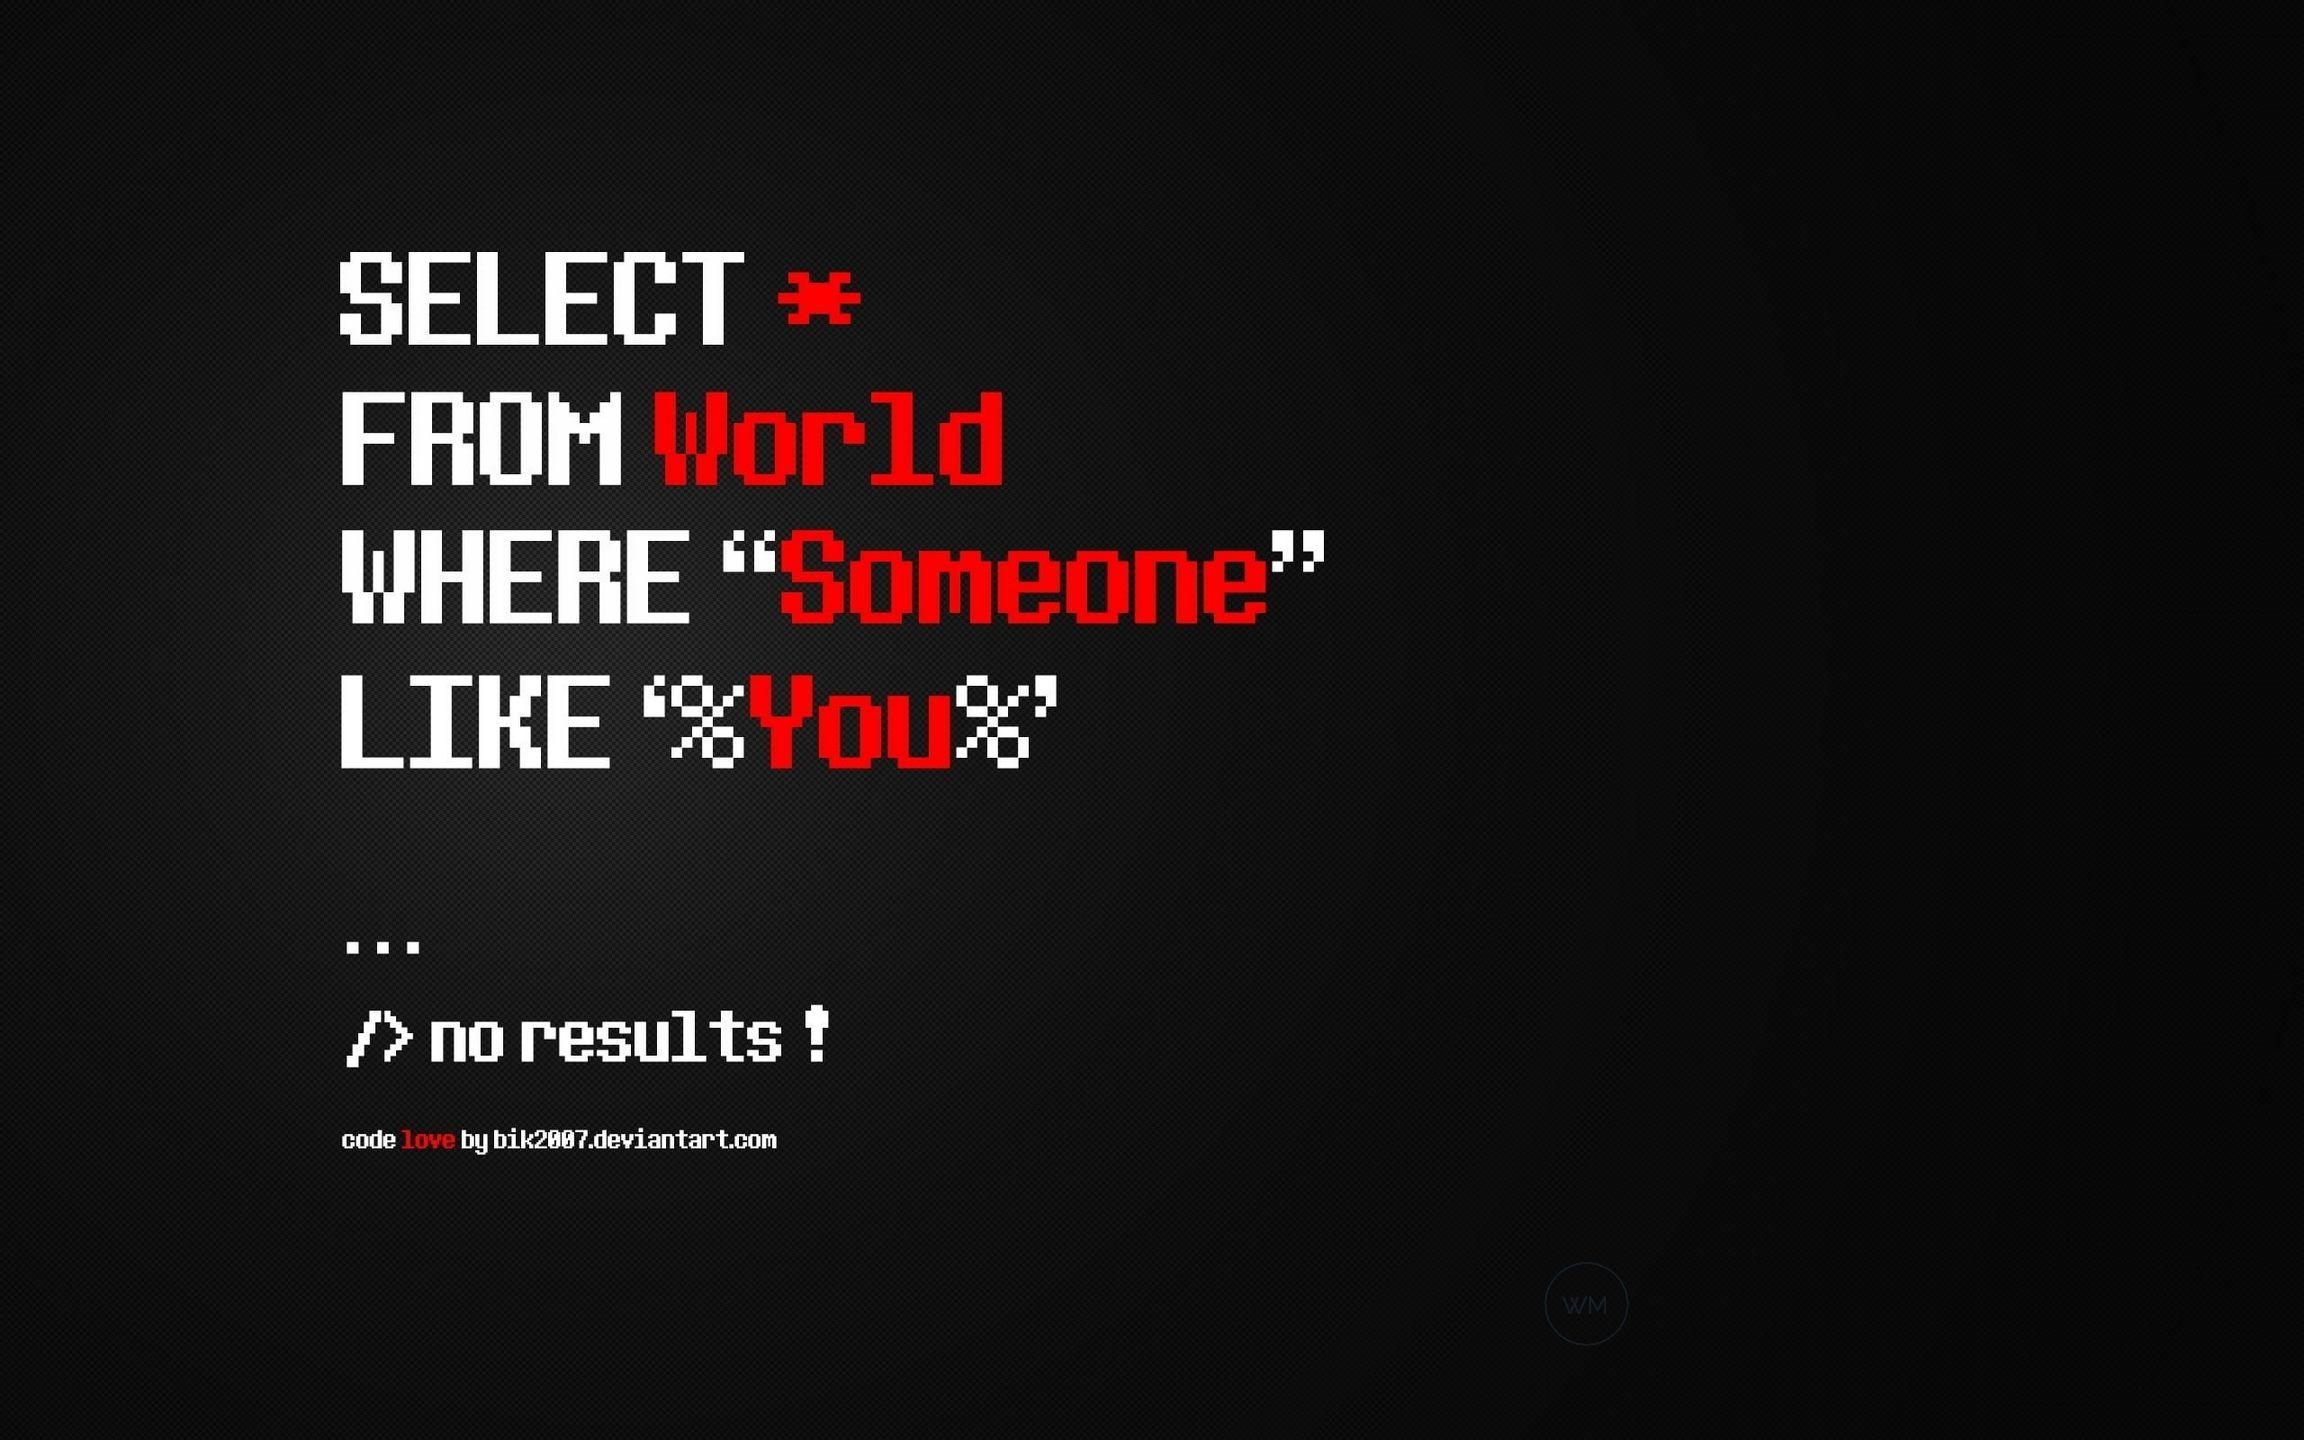 SELECT *
FROM World
WHERE “Someone”
LIKE ‘%You%’
...
/> no results !
code love by bik2007.deviantart.com
WM